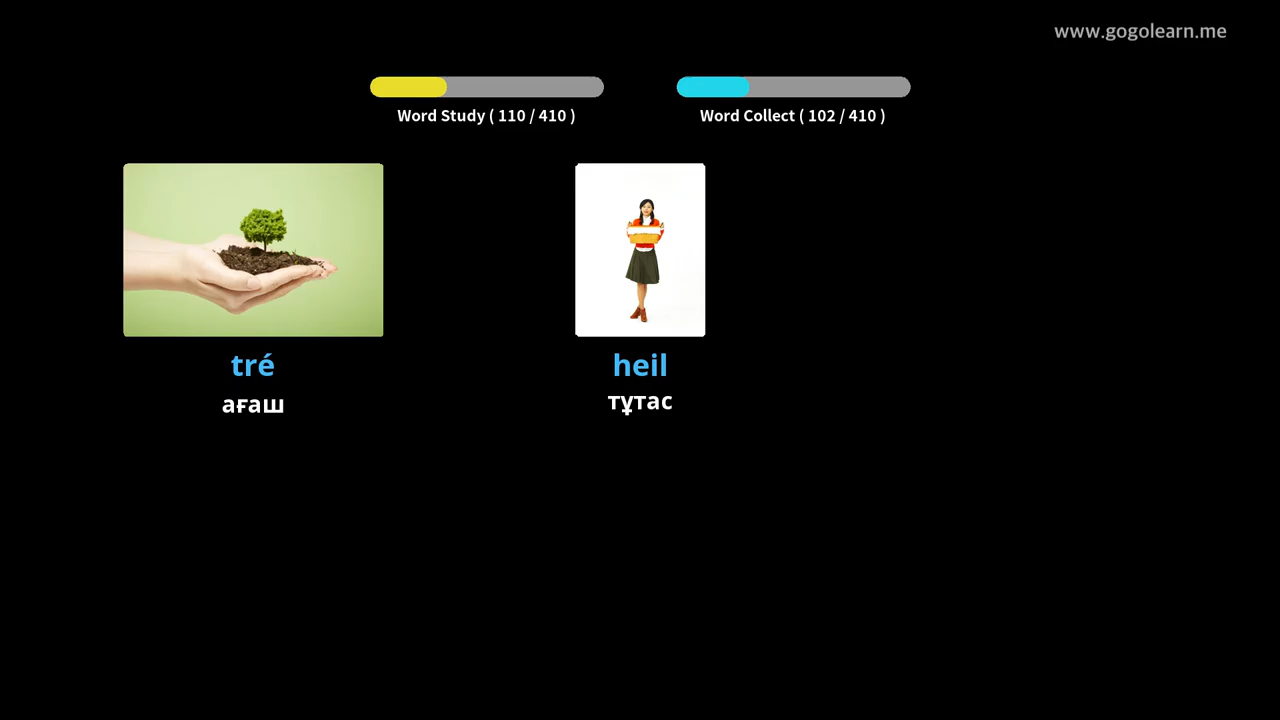 www.gogolearn.me
Word Study ( 110 / 410 )
Word Collect ( 102 / 410 )
tré
ағаш
heil
тұтас